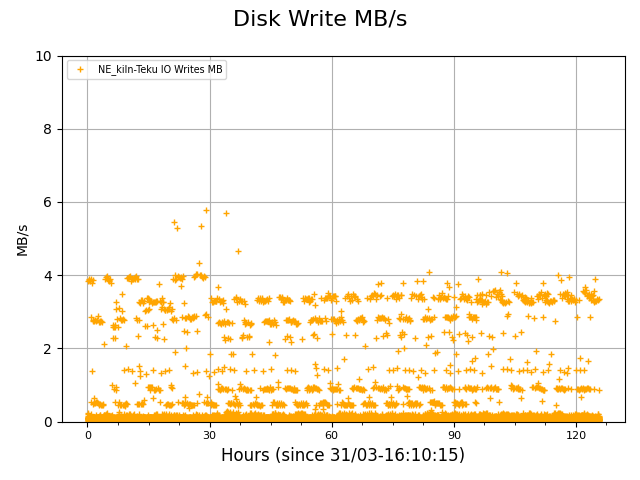 Disk Write MB/s
10
NE_kiln-Teku IO Writes MB
8
6
MB/s
4
2
0
0 30 60 90 120
Hours (since 31/03-16:10:15)